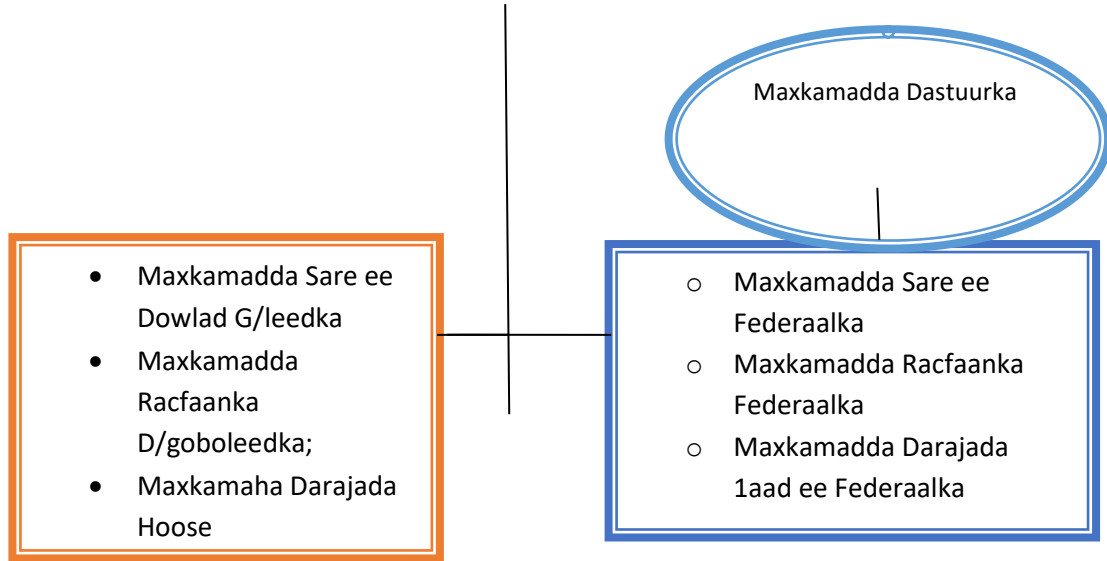 Maxkamadda Dastuurka
• Maxkamadda Sare ee
Dowlad G/leedka
• Maxkamadda
Racfaanka
D/goboleedka;
• Maxkamaha Darajada
Hoose
o Maxkamadda Sare ee
Federaalka
o Maxkamadda Racfaanka
Federaalka
o Maxkamadda Darajada
1aad ee Federaalka